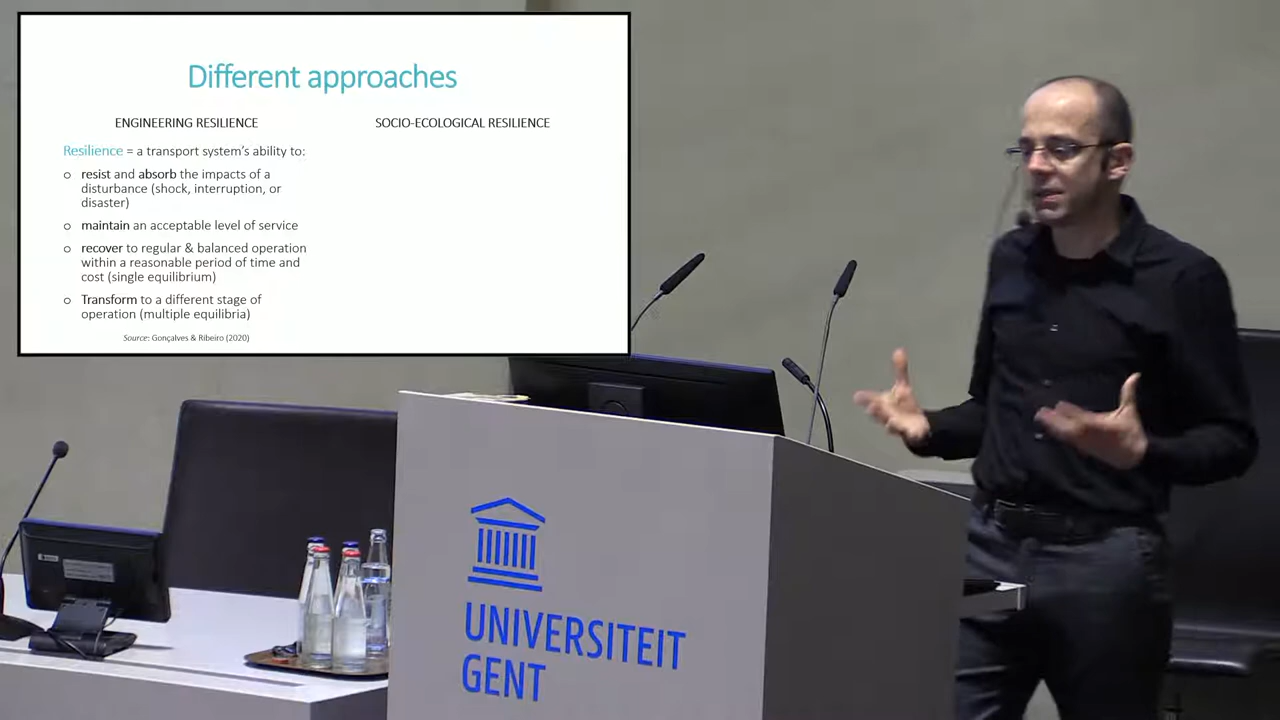 Different approaches
ENGINEERING RESILIENCE
Resilience = a transport system's ability to:
o resist and absorb the impacts of a
disturbance (shock, interruption, or
disaster)
o maintain an acceptable level of service
o recover to regular & balanced operation
within a reasonable period of time and
cost (single equilibrium)
o Transform to a different stage of
operation (multiple equilibria)
Source: Gonçalves & Ribeiro (2020)
SOCIO-ECOLOGICAL RESILIENCE
UNIVERSITEIT
GENT